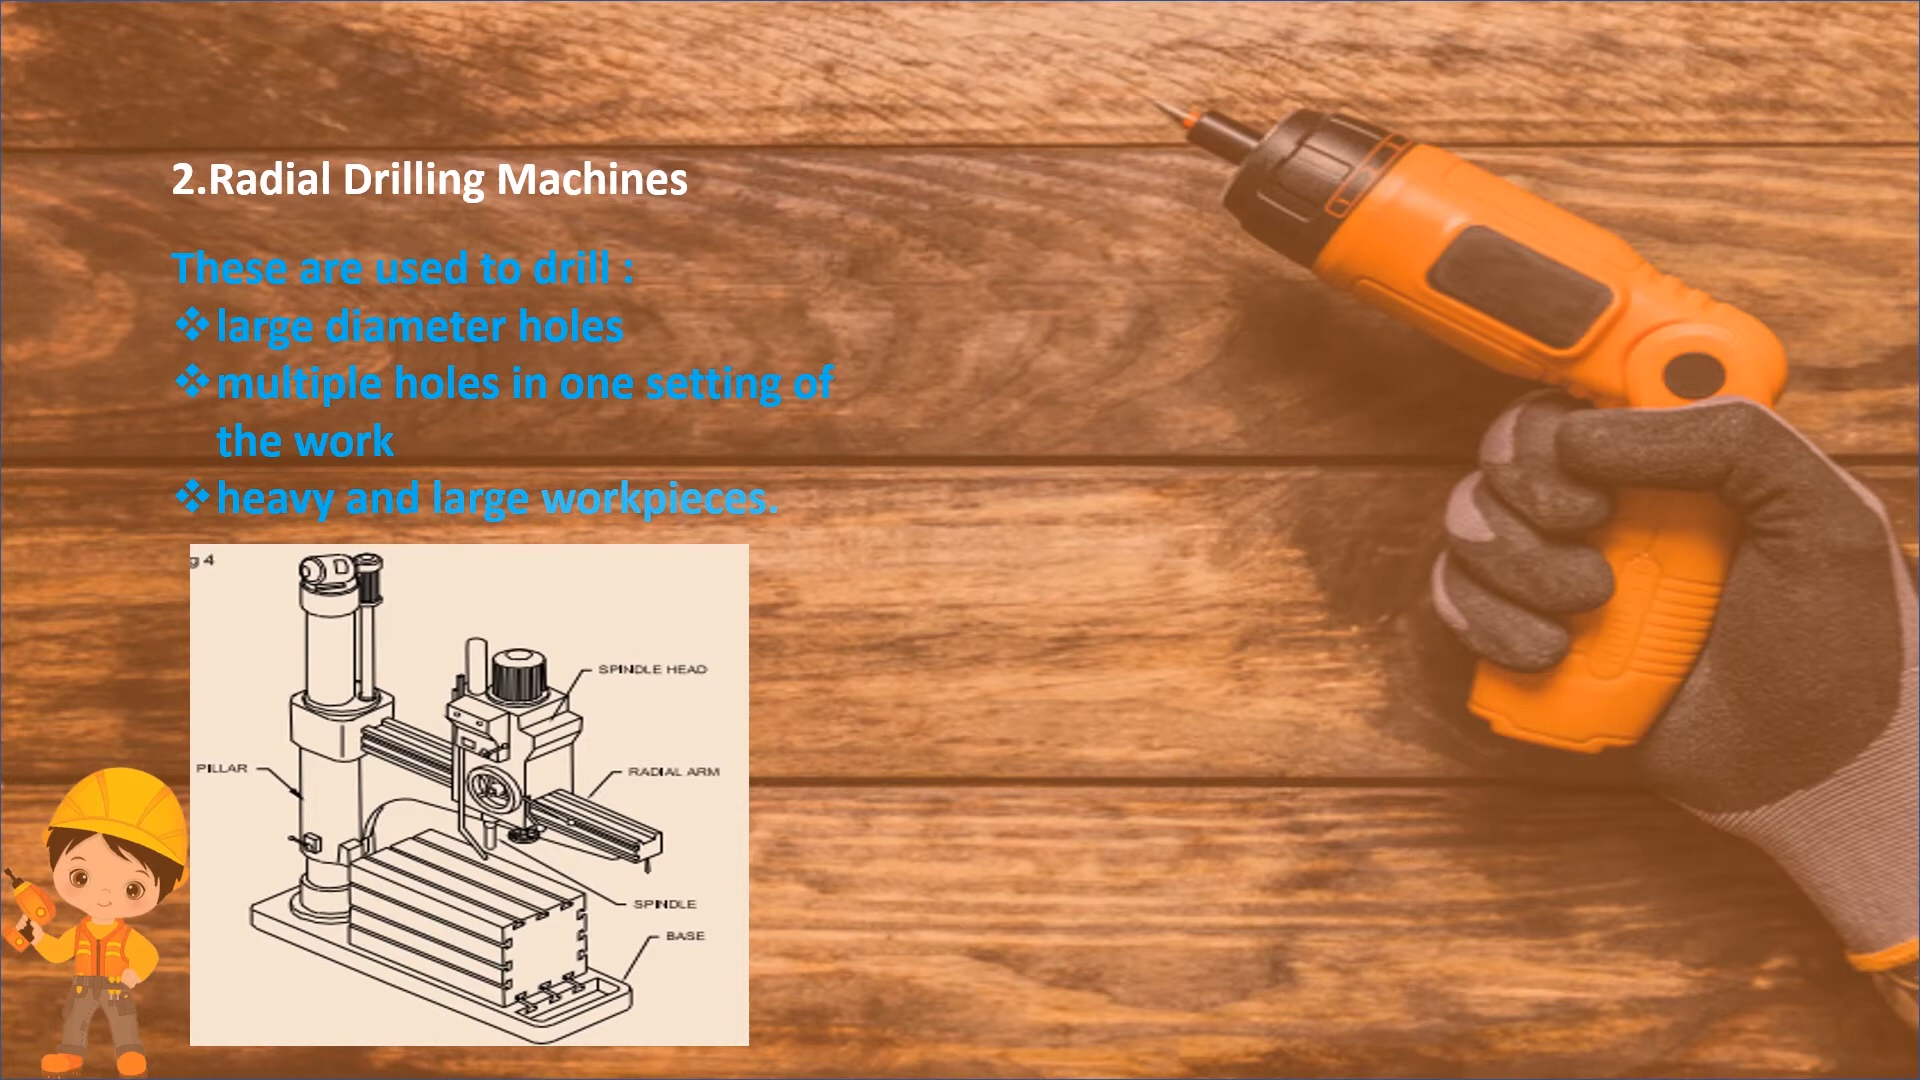 2.Radial Drilling Machines
These are used to drill :
❖large diameter holes
❖multiple holes in one setting of
the work
❖heavy and large workpieces.
g 4
SPINDLE HEAD
PILLAR
RADIAL ARM
SPINDLE
BASE